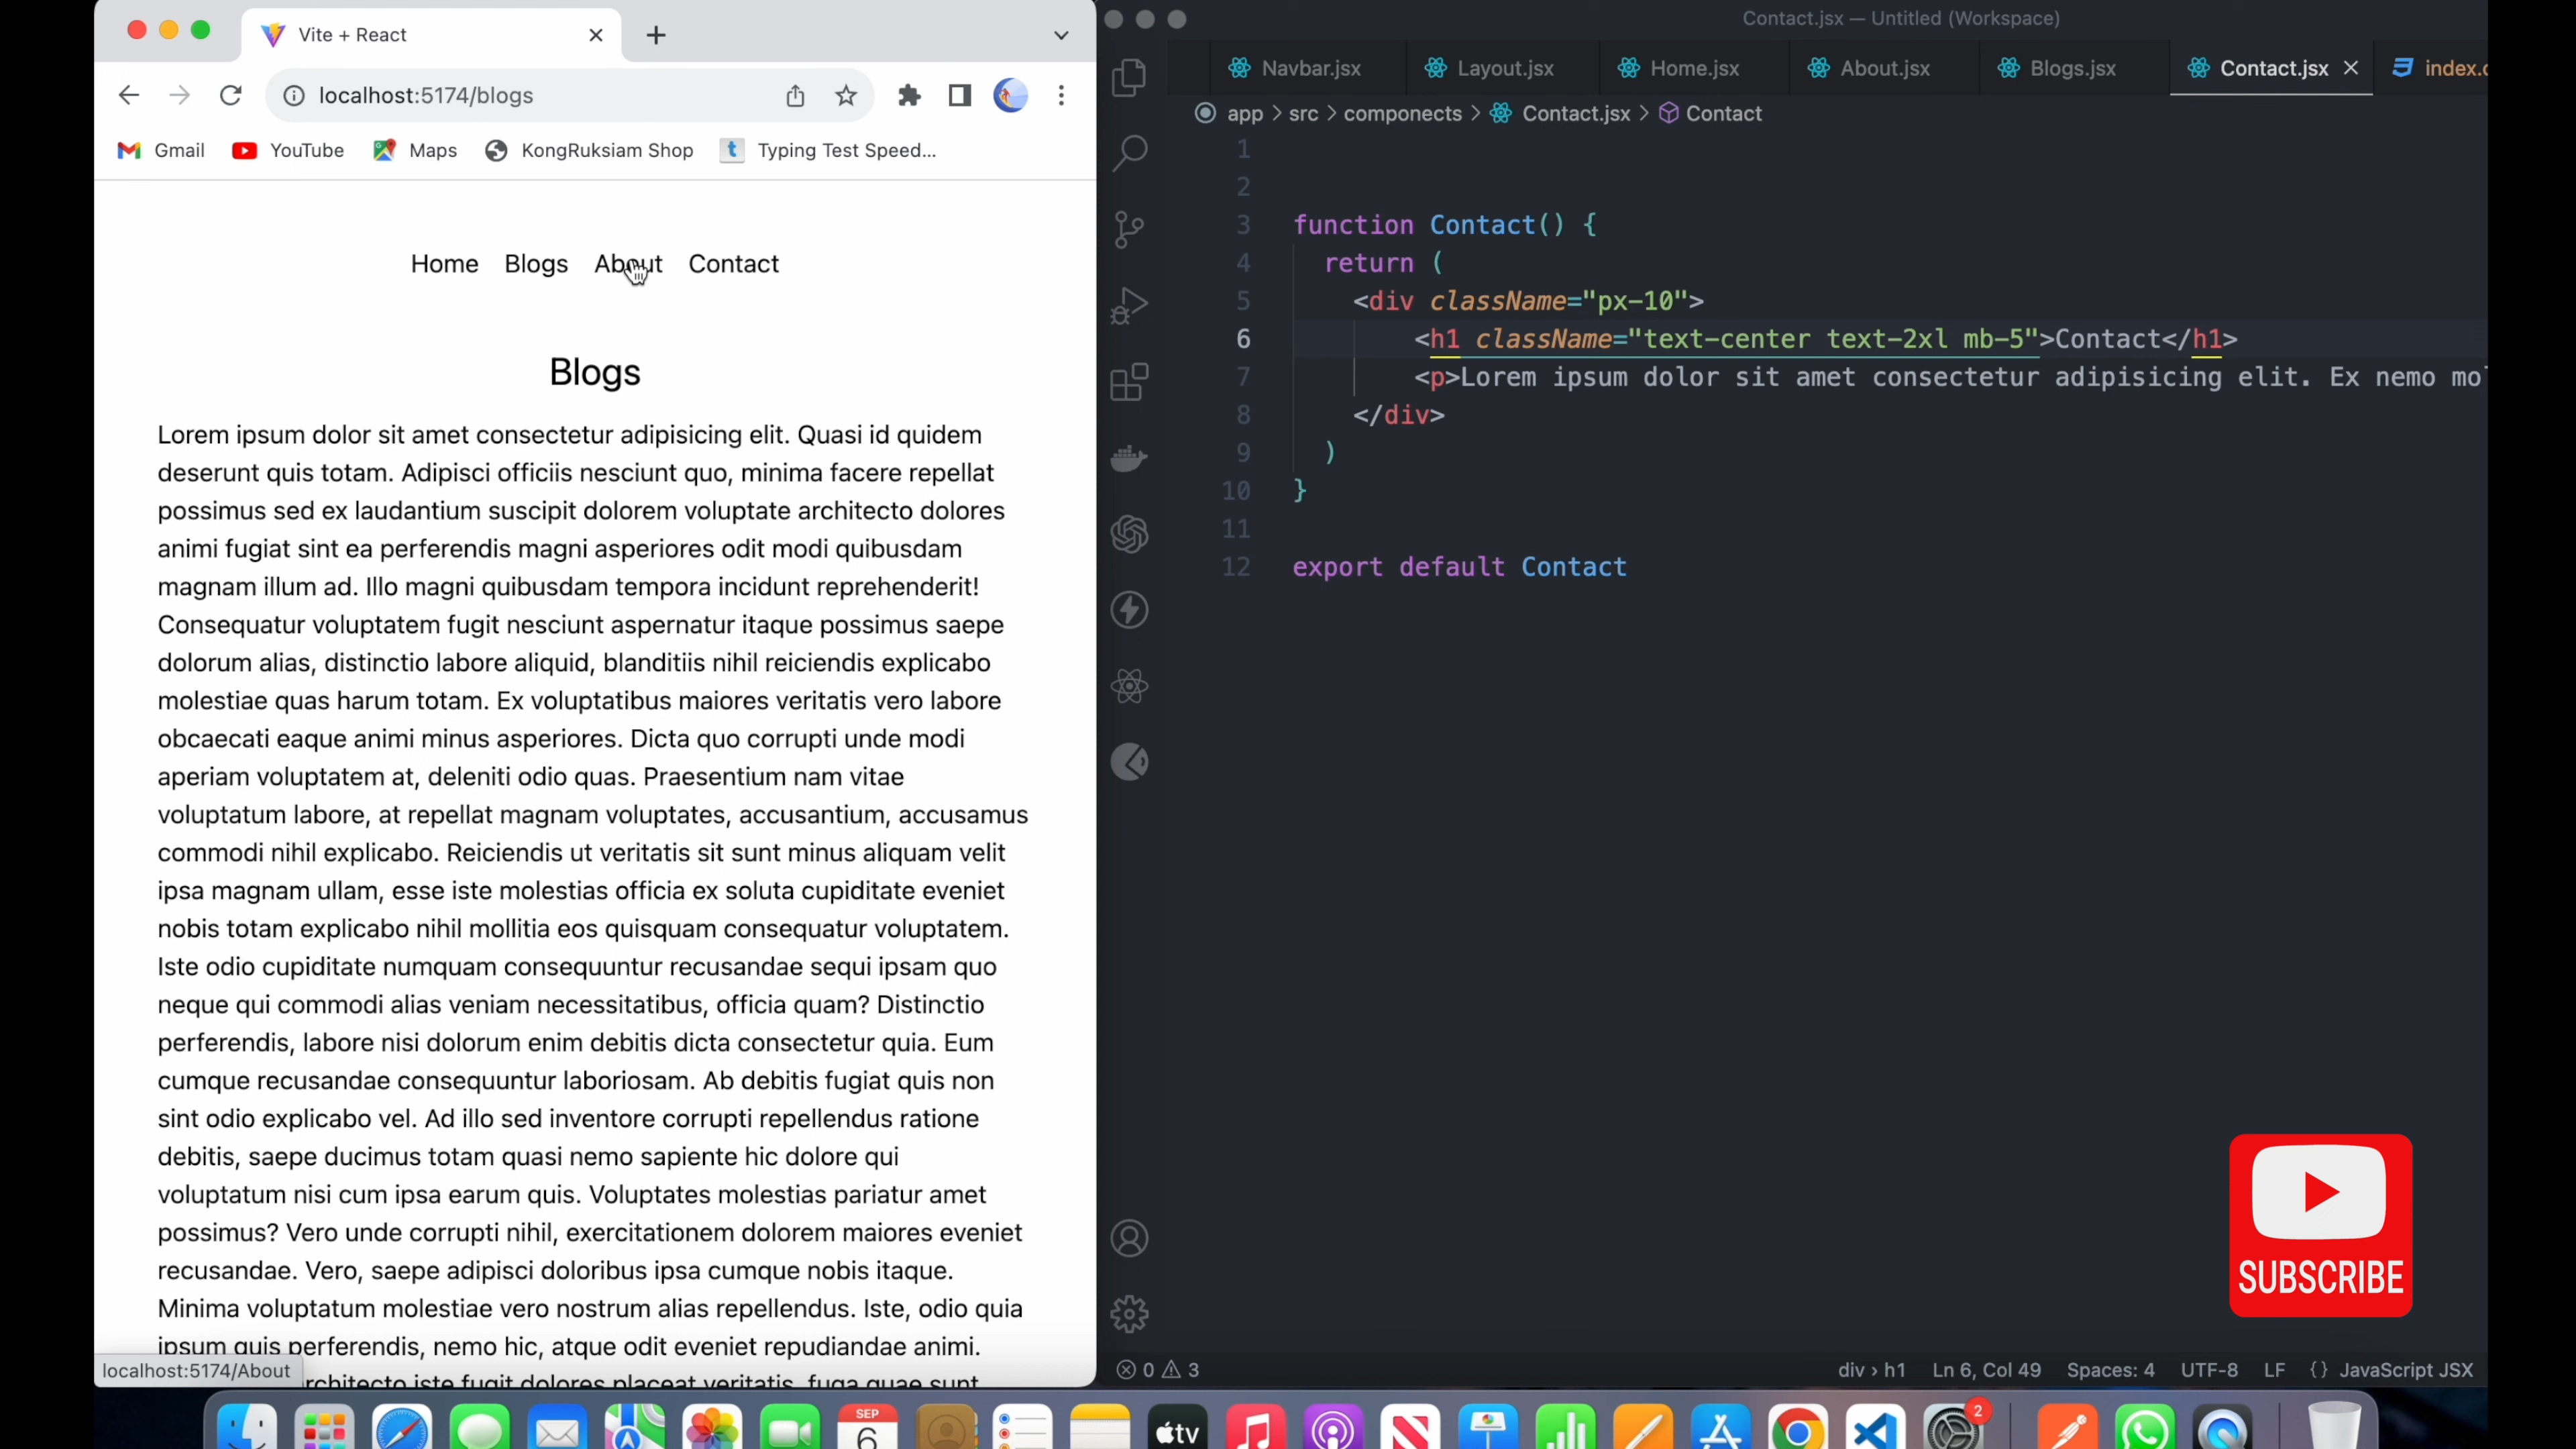 Vite + React
localhost:5174/blogs
Gmail YouTube Maps KongRuksiam Shop Typing Test Speed...
Home Blogs About Contact
Blogs
Lorem ipsum dolor sit amet consectetur adipisicing elit. Quasi id quidem
deserunt quis totam. Adipisci officiis nesciunt quo, minima facere repellat
possimus sed ex laudantium suscipit dolorem voluptate architecto dolores
animi fugiat sint ea perferendis magni asperiores odit modi quibusdam
magnam illum ad. Illo magni quibusdam tempora incidunt reprehenderit!
Consequatur voluptatem fugit nesciunt aspernatur itaque possimus saepe
dolorum alias, distinctio labore aliquid, blanditiis nihil reiciendis explicabo
molestiae quas harum totam. Ex voluptatibus maiores veritatis vero labore
obcaecati eaque animi minus asperiores. Dicta quo corrupti unde modi
aperiam voluptatem at, deleniti odio quas. Praesentium nam vitae
voluptatum labore, at repellat magnam voluptates, accusantium, accusamus
commodi nihil explicabo. Reiciendis ut veritatis sit sunt minus aliquam velit
ipsa magnam ullam, esse iste molestias officia ex soluta cupiditate eveniet
nobis totam explicabo nihil mollitia eos quisquam consequatur voluptatem.
Iste odio cupiditate numquam consequuntur recusandae sequi ipsam quo
neque qui commodi alias veniam necessitatibus, officia quam? Distinctio
perferendis, labore nisi dolorum enim debitis dicta consectetur quia. Eum
cumque recusandae consequuntur laboriosam. Ab debitis fugiat quis non
sint odio explicabo vel. Ad illo sed inventore corrupti repellendus ratione
debitis, saepe ducimus totam quasi nemo sapiente hic dolore qui
voluptatum nisi cum ipsa earum quis. Voluptates molestias pariatur amet
possimus? Vero unde corrupti nihil, exercitationem dolorem maiores eveniet
recusandae. Vero, saepe adipisci doloribus ipsa cumque nobis itaque.
Minima voluptatum molestiae vero nostrum alias repellendus. Iste, odio quia
ipsum quis perferendis, nemo hic, atque odit eveniet repudiandae animi.
rchitecto iste fugit dolores placeat veritatis, fuga quae sunt
localhost:5174/About
Contact.jsx — Untitled (Workspace)
Navbar.jsx Layout.jsx Home.jsx About.jsx Blogs.jsx Contact.jsx index.c
app > src > componects > Contact.jsx > Contact
1
2
3 function Contact() {
4 return (
5 <div className="px-10">
6 <h1 className="text-center text-2xl mb-5">Contact</h1>
7 <p>Lorem ipsum dolor sit amet consectetur adipisicing elit. Ex nemo mol
8 </div>
9 )
10 }
11
12 export default Contact
SUBSCRIBE
0 3 div > h1 Ln 6, Col 49 Spaces: 4 UTF-8 LF {} JavaScript JSX
SEP
6
tv
2